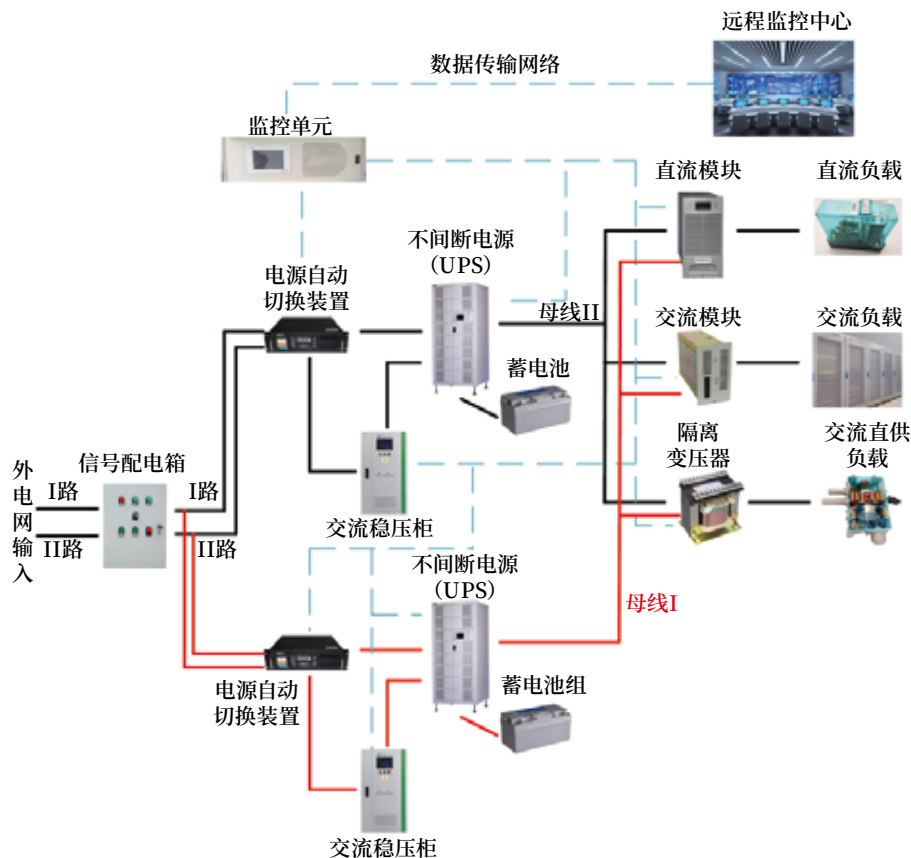 远程监控中心
数据传输网络
监控单元
直流模块
直流负载
不间断电源
（UPS）
电源自动
切换装置
母线II
交流模块
交流负载
蓄电池
隔离
变压器
交流直供
负载
外电网输入
信号配电箱
I路
I路
II路
II路
交流稳压柜
不间断电源
（UPS）
母线I
电源自动
切换装置
蓄电池组
交流稳压柜